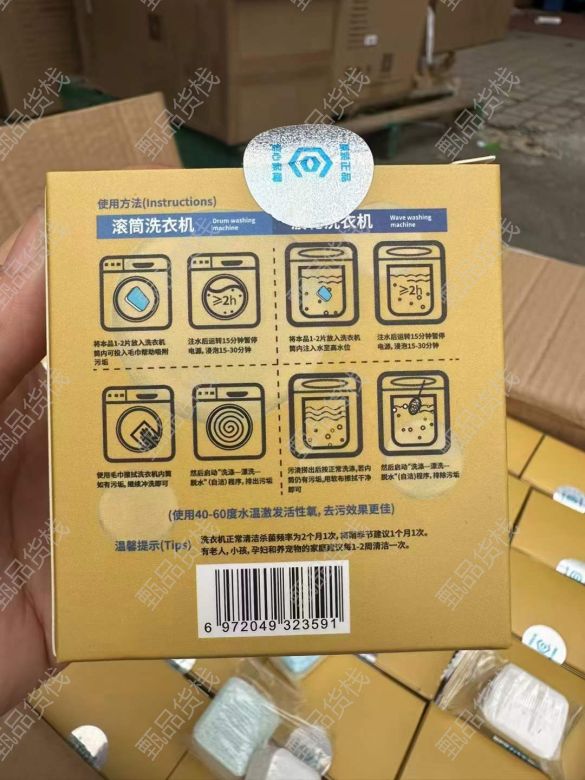 使用方法(Instructions)
滚筒洗衣机 Drum washing machine
洗衣机 Wave washing machine
≥2h
≥2h
将本品1-2片放入洗衣机
筒内可投入毛巾帮助吸附
污垢
注水后运转15分钟暂停
电源, 浸泡15-30分钟
将本品1-2片放入洗衣机
筒内注入水至高水位
注水后运转15分钟暂停
电源, 浸泡15-30分钟
使用毛巾擦拭洗衣机内筒
如有污垢, 继续冲洗即可
然后启动“洗涤—漂洗—
脱水”(自洁)程序, 排出污垢
污渍捞出后按正常洗涤, 若内
筒仍有污垢, 用软布擦拭干净
即可
然后启动“洗涤—漂洗—
脱水”(自洁)程序, 排除污垢
(使用40-60度水温激发活性氧, 去污效果更佳)
温馨提示(Tips)
洗衣机正常清洁杀菌频率为2个月1次, 季节建议1个月1次。
有老人, 小孩, 孕妇和养宠物的家庭建议每1-2周清洁一次。
6 972049 323591
正品
甄品货栈